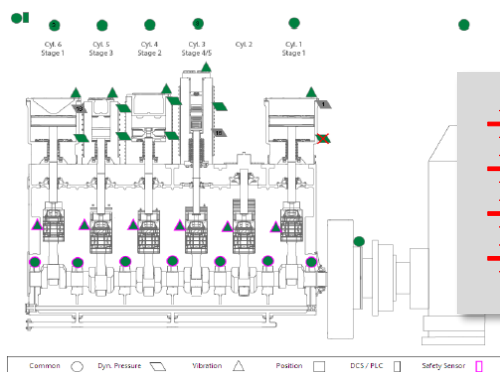 Cyl. 6 Cyl. 5 Cyl. 4 Cyl. 3 Cyl. 2 Cyl. 1
Stage 1 Stage 3 Stage 2 Stage 4/5 Stage 1
Common Dyn. Pressure Vibration Position DCS / PLC Safety Sensor